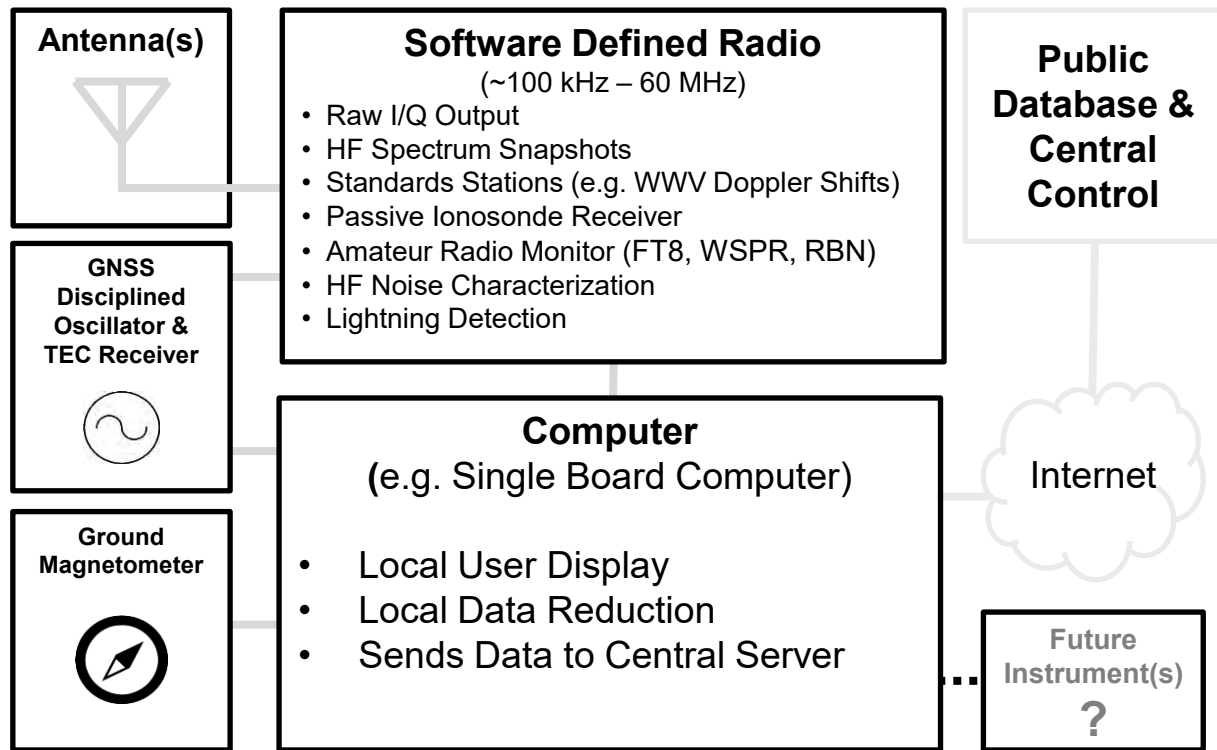 Antenna(s)
Software Defined Radio
(~100 kHz – 60 MHz)
• Raw I/Q Output
• HF Spectrum Snapshots
• Standards Stations (e.g. WWV Doppler Shifts)
• Passive Ionosonde Receiver
• Amateur Radio Monitor (FT8, WSPR, RBN)
• HF Noise Characterization
• Lightning Detection
Public
Database &
Central
Control
GNSS
Disciplined
Oscillator &
TEC Receiver
Computer
(e.g. Single Board Computer)
• Local User Display
• Local Data Reduction
• Sends Data to Central Server
Internet
Ground
Magnetometer
Future
Instrument(s)
?